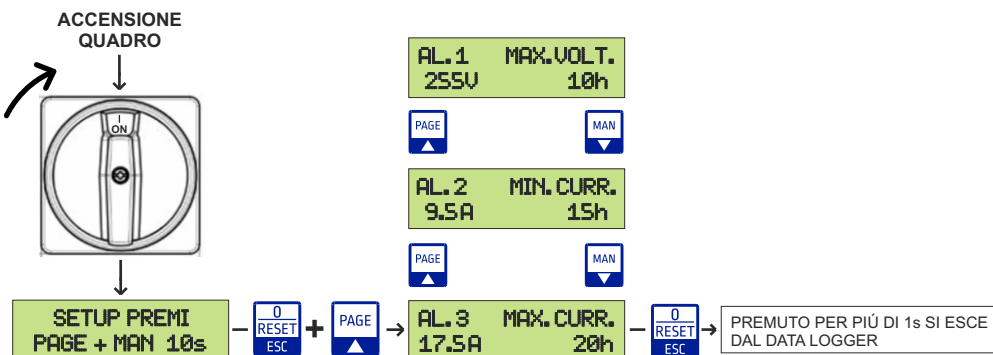 ACCENSIONE
QUADRO
I
ON
SETUP PREMI
PAGE + MAN 10s
0
RESET
ESC
+
PAGE
AL.1 MAX.VOLT.
255V 10h
PAGE
MAN
AL.2 MIN.CURR.
9.5A 15h
PAGE
MAN
AL.3 MAX.CURR.
17.5A 20h
0
RESET
ESC
PREMUTO PER PIÚ DI 1s SI ESCE
DAL DATA LOGGER